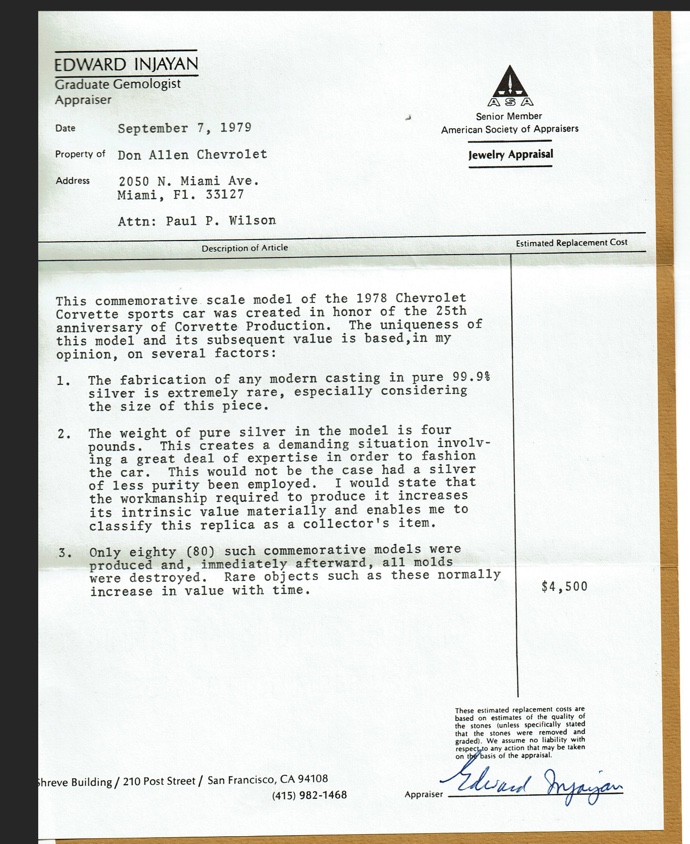 EDWARD INJAYAN
Graduate Gemologist
Appraiser
ASA
Senior Member
American Society of Appraisers
Jewelry Appraisal
Date September 7, 1979
Property of Don Allen Chevrolet
Address 2050 N. Miami Ave.
Miami, Fl. 33127
Attn: Paul P. Wilson
Description of Article
Estimated Replacement Cost
This commemorative scale model of the 1978 Chevrolet
Corvette sports car was created in honor of the 25th
anniversary of Corvette Production. The uniqueness of
this model and its subsequent value is based,in my
opinion, on several factors:
1. The fabrication of any modern casting in pure 99.9%
silver is extremely rare, especially considering
the size of this piece.
2. The weight of pure silver in the model is four
pounds. This creates a demanding situation involv-
ing a great deal of expertise in order to fashion
the car. This would not be the case had a silver
of less purity been employed. I would state that
the workmanship required to produce it increases
its intrinsic value materially and enables me to
classify this replica as a collector's item.
3. Only eighty (80) such commemorative models were
produced and, immediately afterward, all molds
were destroyed. Rare objects such as these normally
increase in value with time.
$4,500
These estimated replacement costs are
based on estimates of the quality of
the stones (unless specifically stated
that the stones were removed and
graded). We assume no liability with
respect to any action that may be taken
on the basis of the appraisal.
Shreve Building / 210 Post Street / San Francisco, CA 94108
(415) 982-1468
Appraiser Edward Injayan